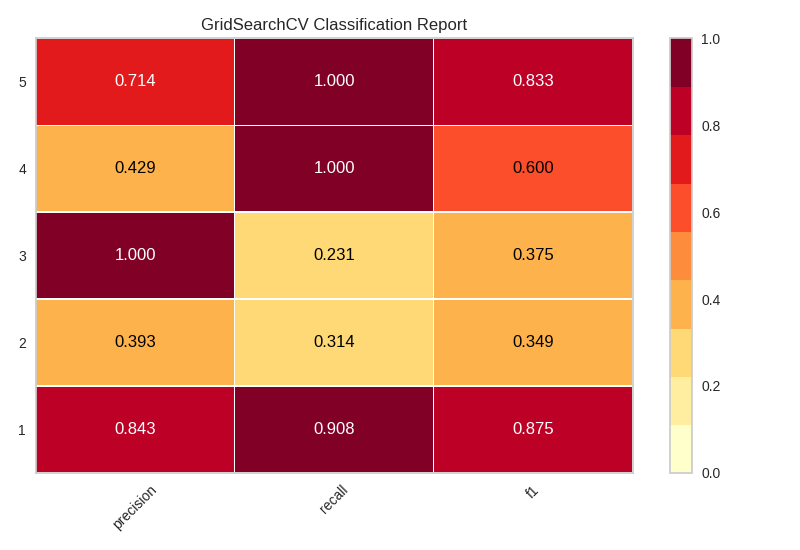 GridSearchCV Classification Report
5 0.714 1.000 0.833
4 0.429 1.000 0.600
3 1.000 0.231 0.375
2 0.393 0.314 0.349
1 0.843 0.908 0.875
precision recall f1
1.0
0.8
0.6
0.4
0.2
0.0